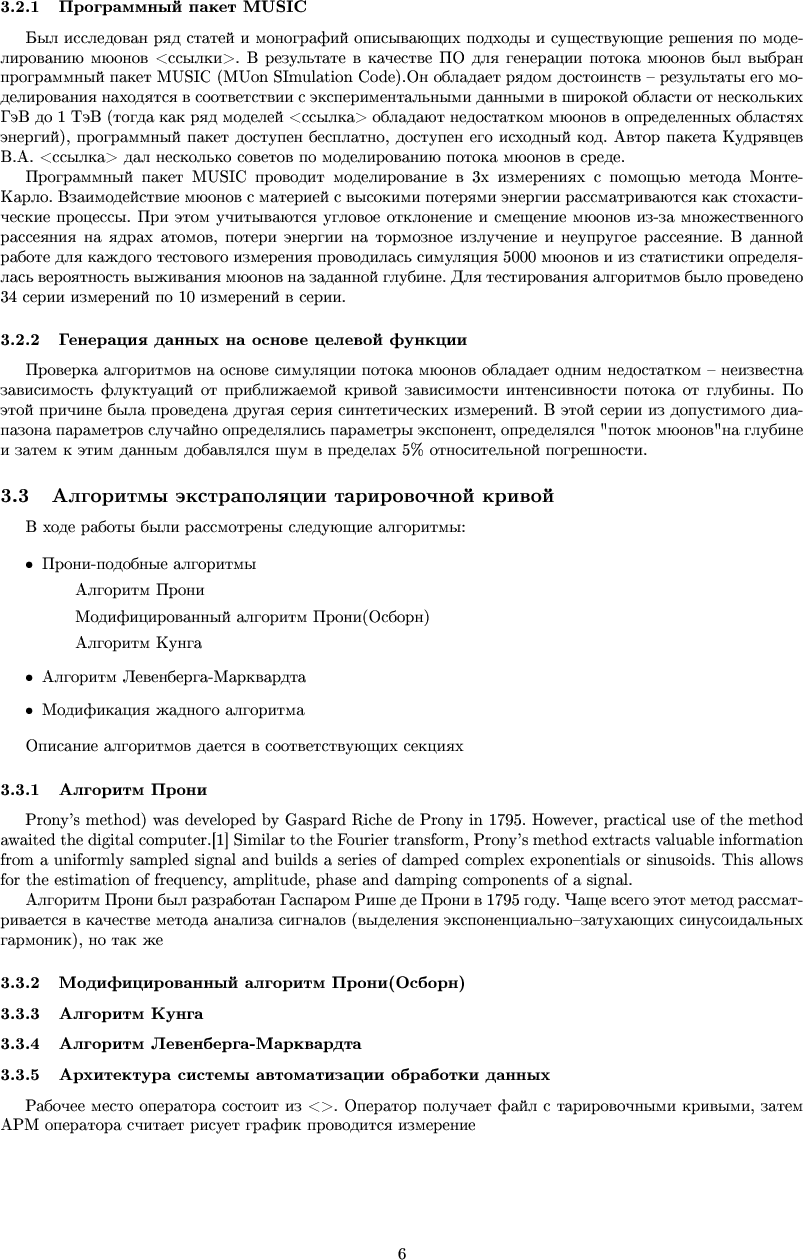 3.2.1 Программный пакет MUSIC
Был исследован ряд статей и монографий описывающих подходы и существующие решения по моде-
лированию мюонов <ссылки>. В результате в качестве ПО для генерации потока мюонов был выбран
программный пакет MUSIC (MUon SImulation Code).Он обладает рядом достоинств – результаты его мо-
делирования находятся в соответствии с экспериментальными данными в широкой области от нескольких
ГэВ до 1 ТэВ (тогда как ряд моделей <ссылка> обладают недостатком мюонов в определенных областях
энергий), программный пакет доступен бесплатно, доступен его исходный код. Автор пакета Кудрявцев
В.А. <ссылка> дал несколько советов по моделированию потока мюонов в среде.
Программный пакет MUSIC проводит моделирование в 3х измерениях с помощью метода Монте-
Карло. Взаимодействие мюонов с материей с высокими потерями энергии рассматриваются как стохасти-
ческие процессы. При этом учитываются угловое отклонение и смещение мюонов из-за множественного
рассеяния на ядрах атомов, потери энергии на тормозное излучение и неупругое рассеяние. В данной
работе для каждого тестового измерения проводилась симуляция 5000 мюонов и из статистики определя-
лась вероятность выживания мюонов на заданной глубине. Для тестирования алгоритмов было проведено
34 серии измерений по 10 измерений в серии.
3.2.2 Генерация данных на основе целевой функции
Проверка алгоритмов на основе симуляции потока мюонов обладает одним недостатком – неизвестна
зависимость флуктуаций от приближаемой кривой зависимости интенсивности потока от глубины. По
этой причине была проведена другая серия синтетических измерений. В этой серии из допустимого диа-
пазона параметров случайно определялись параметры экспонент, определялся "поток мюонов"на глубине
и затем к этим данным добавлялся шум в пределах 5% относительной погрешности.
3.3 Алгоритмы экстраполяции тарировочной кривой
В ходе работы были рассмотрены следующие алгоритмы:
• Прони-подобные алгоритмы
Алгоритм Прони
Модифицированный алгоритм Прони(Осборн)
Алгоритм Кунга
• Алгоритм Левенберга-Марквардта
• Модификация жадного алгоритма
Описание алгоритмов дается в соответствующих секциях
3.3.1 Алгоритм Прони
Prony's method) was developed by Gaspard Riche de Prony in 1795. However, practical use of the method
awaited the digital computer.[1] Similar to the Fourier transform, Prony's method extracts valuable information
from a uniformly sampled signal and builds a series of damped complex exponentials or sinusoids. This allows
for the estimation of frequency, amplitude, phase and damping components of a signal.
Алгоритм Прони был разработан Гаспаром Рише де Прони в 1795 году. Чаще всего этот метод рассмат-
ривается в качестве метода анализа сигналов (выделения экспоненциально–затухающих синусоидальных
гармоник), но так же
3.3.2 Модифицированный алгоритм Прони(Осборн)
3.3.3 Алгоритм Кунга
3.3.4 Алгоритм Левенберга-Марквардта
3.3.5 Архитектура системы автоматизации обработки данных
Рабочее место оператора состоит из <>. Оператор получает файл с тарировочными кривыми, затем
АРМ оператора считает рисует график проводится измерение
6